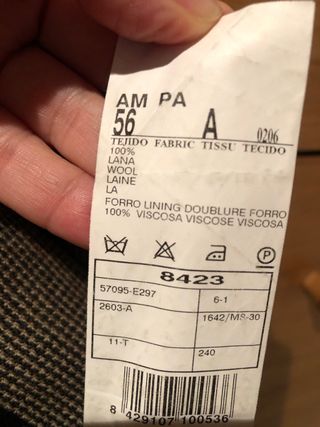 AM PA
56 A 0206
TEJIDO FABRIC TISSU TECIDO
100%
LANA
WOOL
LAINE
LA
FORRO LINING DOUBLURE FORRO
100% VISCOSA VISCOSE VISCOSA
P
8423
57095-E297 6-1
2603-A 1642/MS-30
11-T 240
8 429107 100536